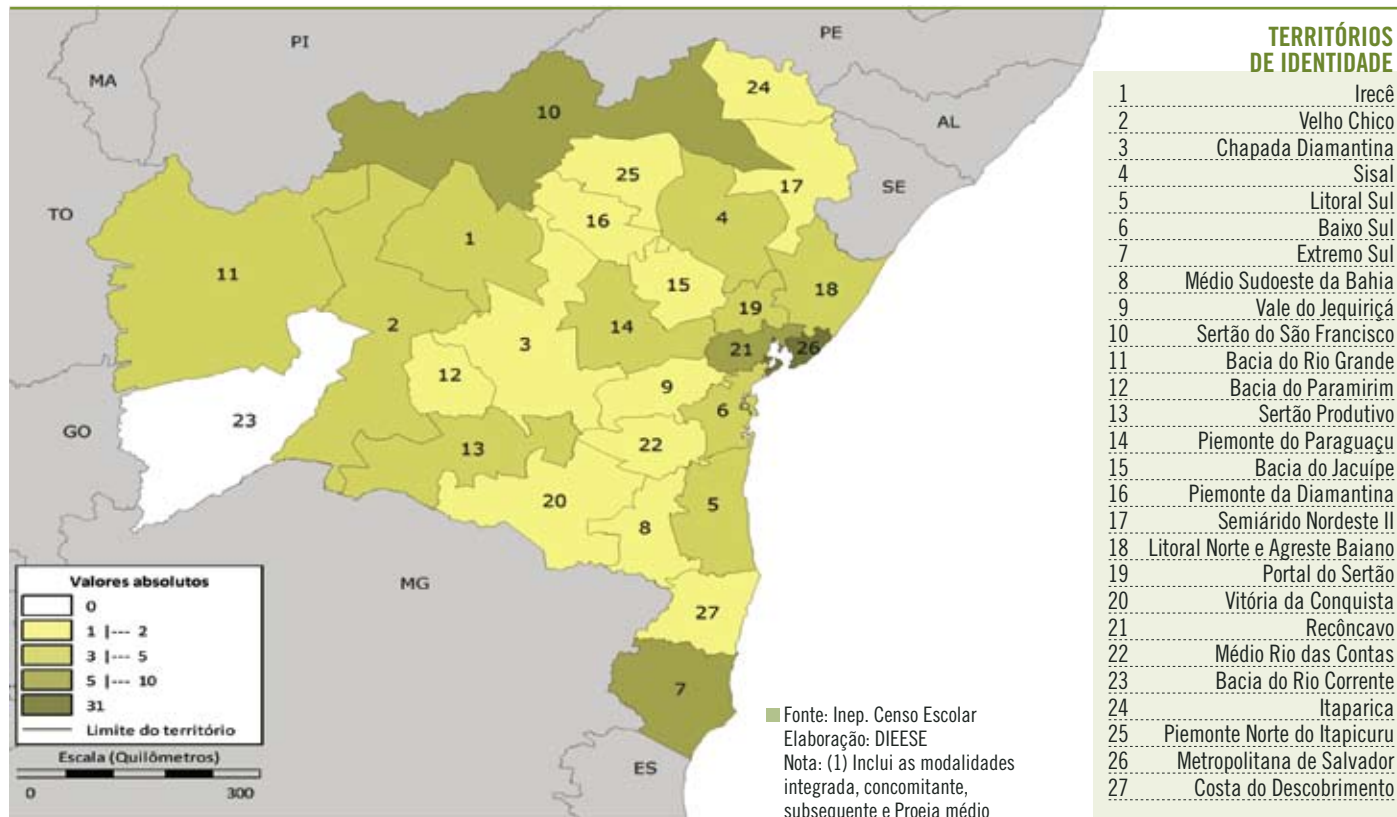 PI
PE
MA
AL
SE
TO
GO
MG
ES
24
10
25
17
16
4
1
11
15
18
19
2
14
3
21
26
12
9
6
23
22
13
20
5
8
27
7
Valores absolutos
0
1 |--- 2
3 |--- 5
5 |--- 10
31
Limite do território
Escala (Quilômetros)
0 300
Fonte: Inep. Censo Escolar
Elaboração: DIEESE
Nota: (1) Inclui as modalidades
integrada, concomitante,
subsequente e Proeja médio
TERRITÓRIOS
DE IDENTIDADE
1 Irecê
2 Velho Chico
3 Chapada Diamantina
4 Sisal
5 Litoral Sul
6 Baixo Sul
7 Extremo Sul
8 Médio Sudoeste da Bahia
9 Vale do Jequiriçá
10 Sertão do São Francisco
11 Bacia do Rio Grande
12 Bacia do Paramirim
13 Sertão Produtivo
14 Piemonte do Paraguaçu
15 Bacia do Jacuípe
16 Piemonte da Diamantina
17 Semiárido Nordeste II
18 Litoral Norte e Agreste Baiano
19 Portal do Sertão
20 Vitória da Conquista
21 Recôncavo
22 Médio Rio das Contas
23 Bacia do Rio Corrente
24 Itaparica
25 Piemonte Norte do Itapicuru
26 Metropolitana de Salvador
27 Costa do Descobrimento